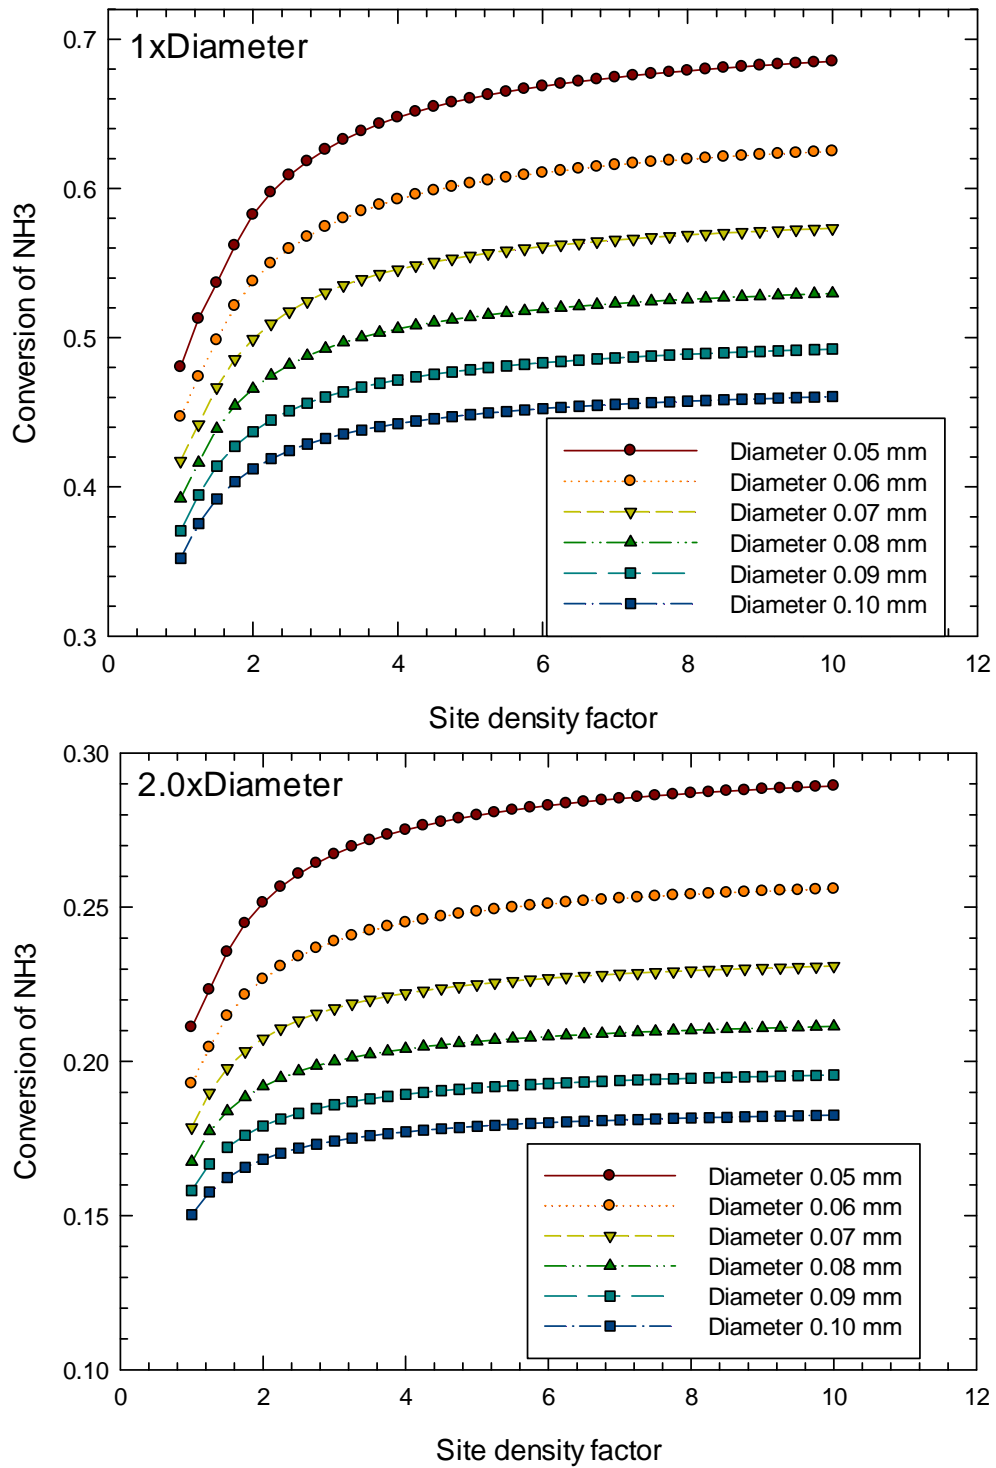 1xDiameter
0.7
0.6
0.5
0.4
0.3
Conversion of NH3
Diameter 0.05 mm
Diameter 0.06 mm
Diameter 0.07 mm
Diameter 0.08 mm
Diameter 0.09 mm
Diameter 0.10 mm
0 2 4 6 8 10 12
Site density factor
2.0xDiameter
0.30
0.25
0.20
0.15
0.10
Conversion of NH3
Diameter 0.05 mm
Diameter 0.06 mm
Diameter 0.07 mm
Diameter 0.08 mm
Diameter 0.09 mm
Diameter 0.10 mm
0 2 4 6 8 10 12
Site density factor